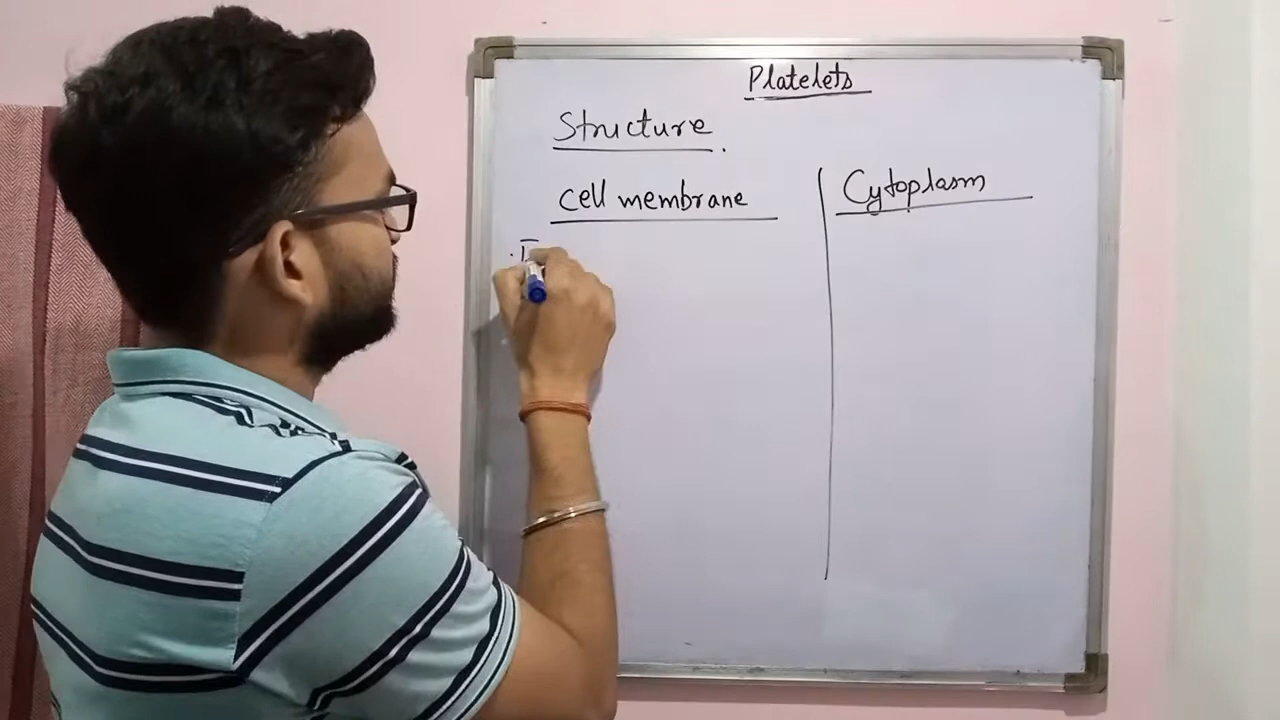 Platelets
Structure.
cell membrane
Cytoplasm